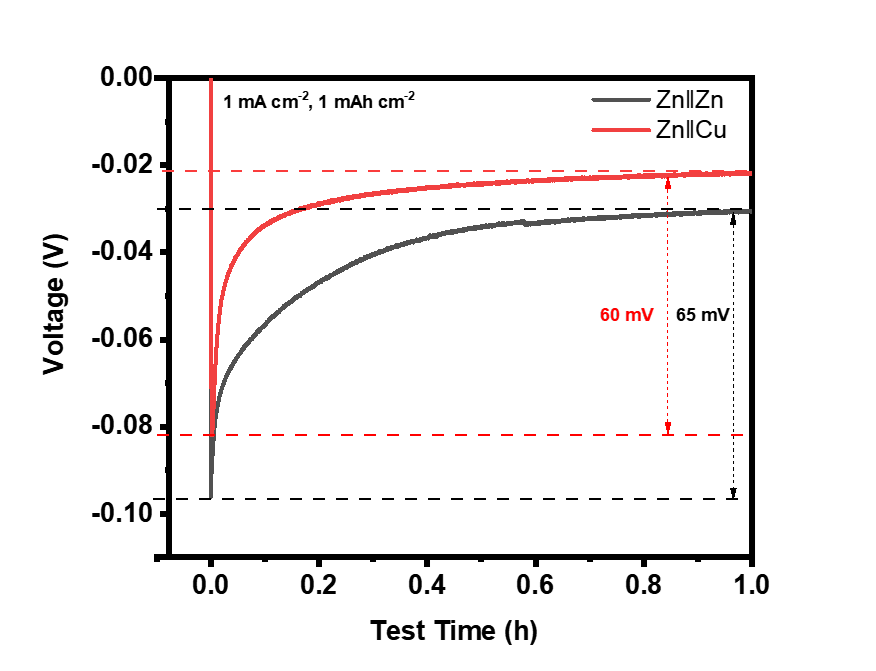 0.00
-0.02
-0.04
-0.06
-0.08
-0.10
Voltage (V)
1 mA cm⁻², 1 mAh cm⁻²
Zn||Zn
Zn||Cu
60 mV
65 mV
0.0 0.2 0.4 0.6 0.8 1.0
Test Time (h)